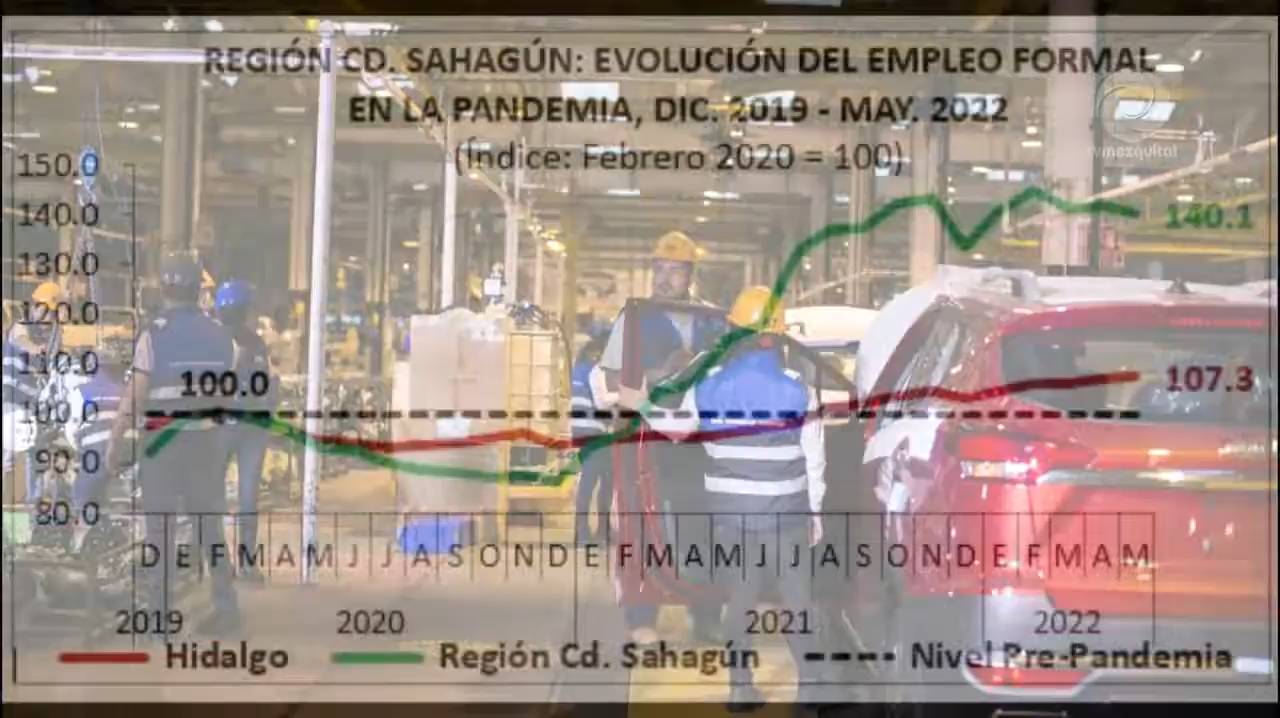 REGIÓN CD. SAHAGÚN: EVOLUCIÓN DEL EMPLEO FORMAL
EN LA PANDEMIA, DIC. 2019 - MAY. 2022
(Índice: Febrero 2020 = 100)
tvmezquital
150.0
140.0
140.1
130.0
120.0
110.0
100.0
107.3
100.0
90.0
80.0
D E F M A M J J A S O N D E F M A M J J A S O N D E F M A M
2019 2020 2021 2022
Hidalgo Región Cd. Sahagún Nivel Pre-Pandemia